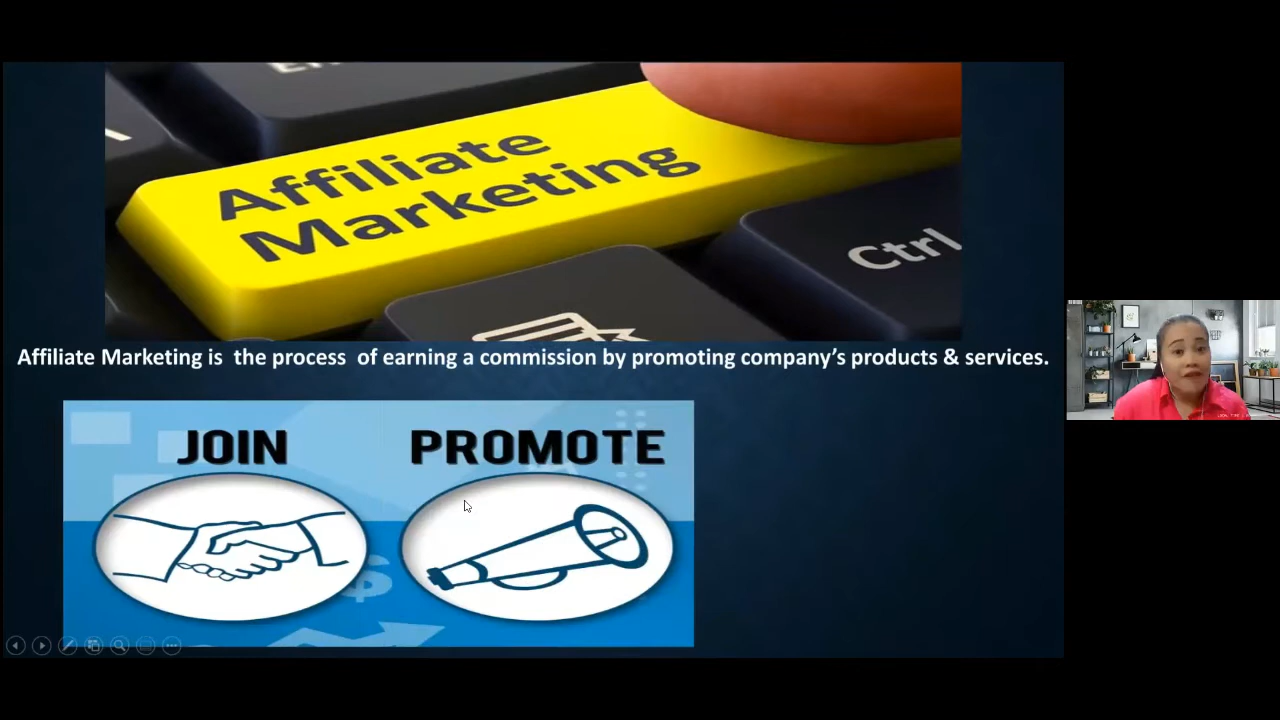 Affiliate
Marketing
Ctrl
Affiliate Marketing is the process of earning a commission by promoting company's products & services.
JOIN
PROMOTE
$